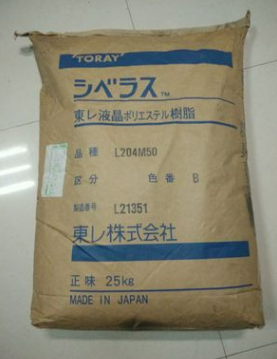 "TORAY"
シベラス™
東レ液晶ポリエステル樹脂
品種 L204M50
区分 色番 B
製造番号 L21351
東レ株式会社
正味 25kg
MADE IN JAPAN